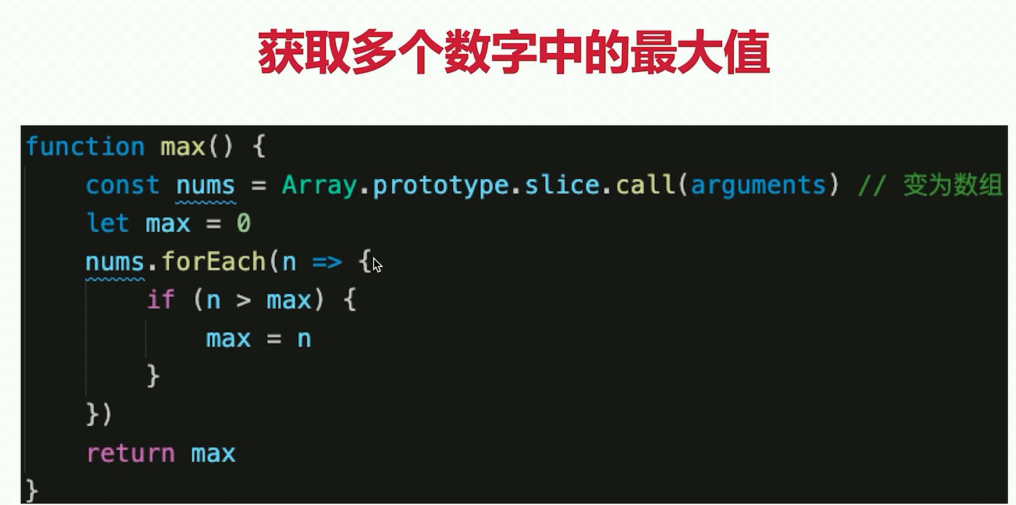 获取多个数字中的最大值
function max() {
    const nums = Array.prototype.slice.call(arguments) // 变为数组
    let max = 0
    nums.forEach(n => {
        if (n > max) {
            max = n
        }
    })
    return max
}